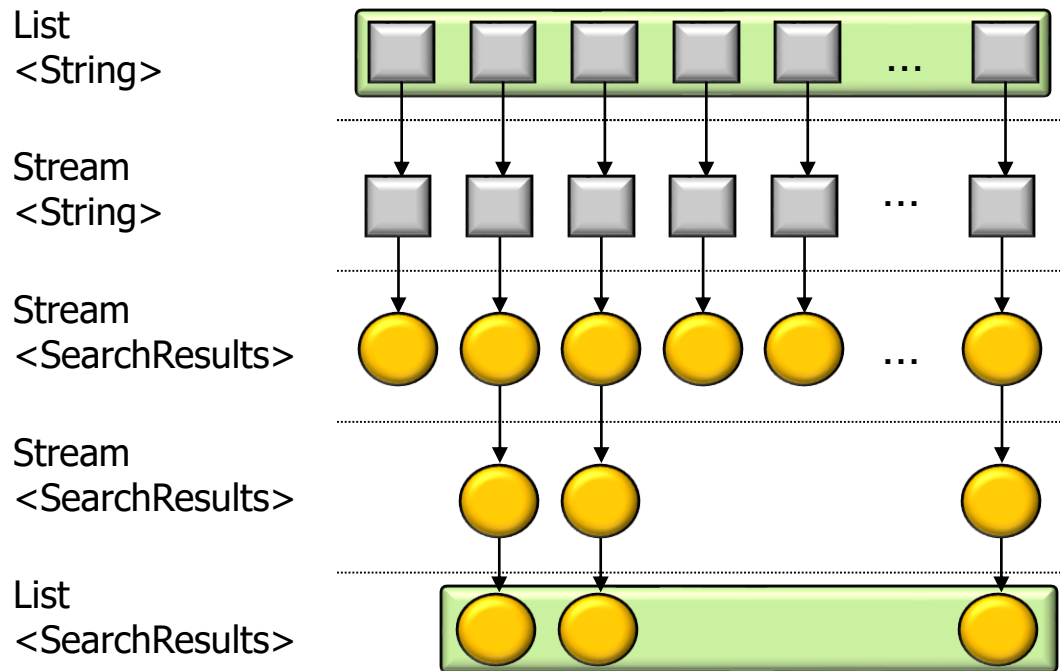 List
<String>
...
Stream
<String>
...
Stream
<SearchResults>
...
Stream
<SearchResults>
List
<SearchResults>